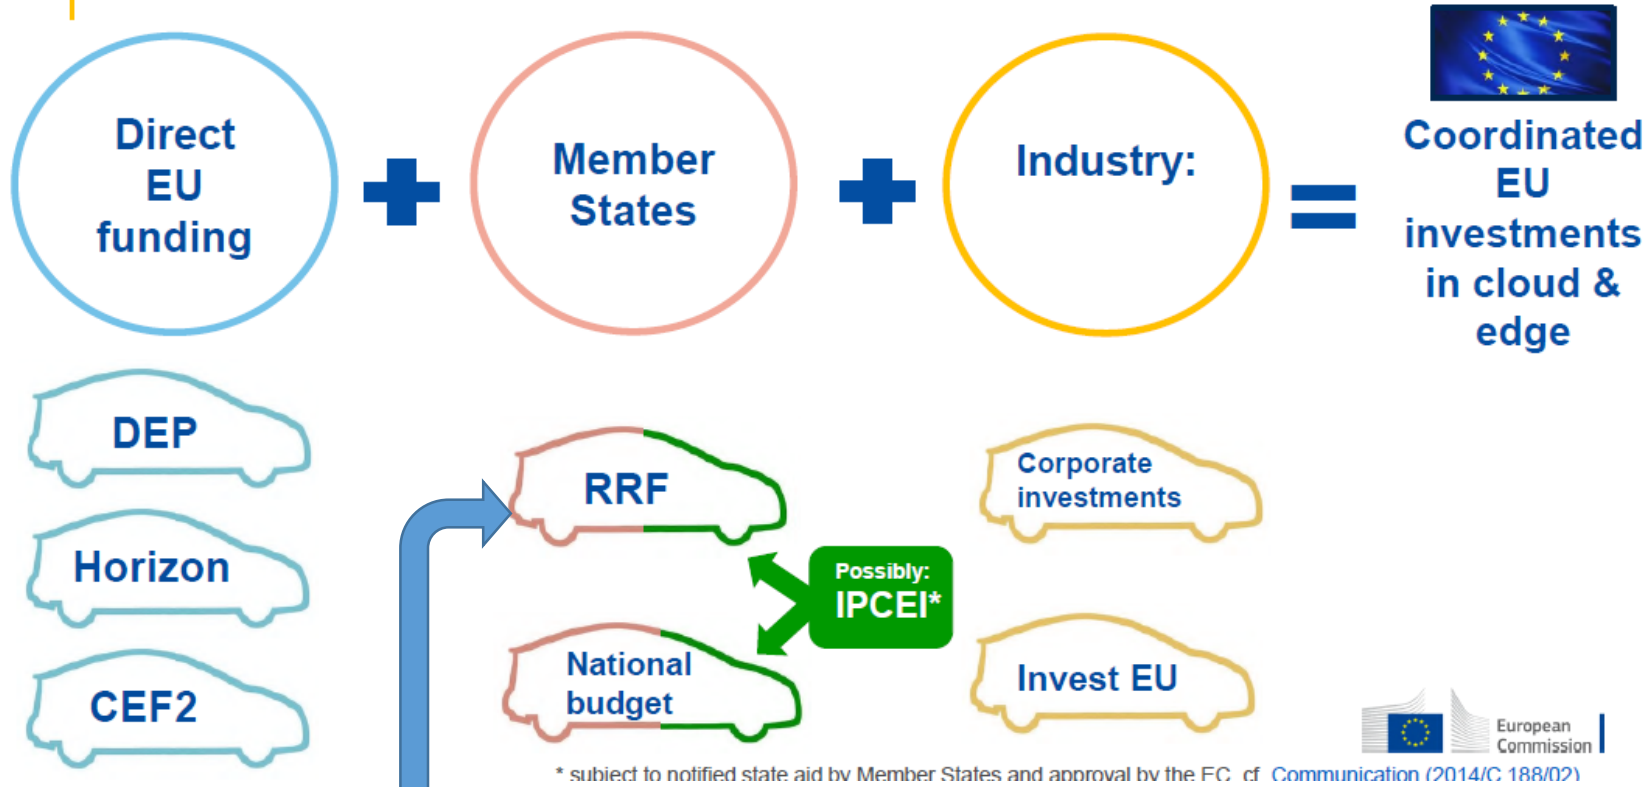 Direct
EU
funding
Member
States
Industry:
Coordinated
EU
investments
in cloud &
edge
DEP
Horizon
CEF2
RRF
National
budget
Possibly:
IPCEI*
Corporate
investments
Invest EU
European
Commission
* subject to notified state aid by Member States and approval by the EC cf Communication (2014/C 188/02)